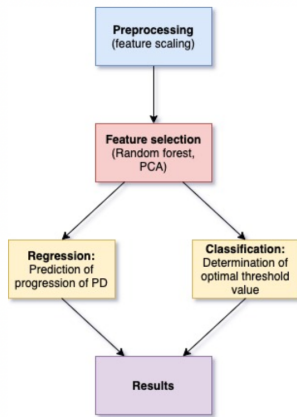 Preprocessing
(feature scaling)
Feature selection
(Random forest,
PCA)
Regression:
Prediction of
progression of PD
Classification:
Determination of
optimal threshold
value
Results